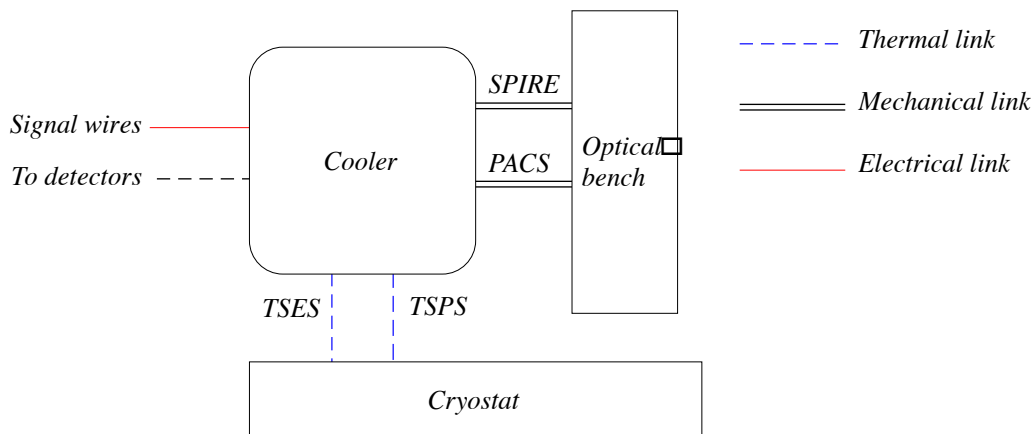 SPIRE
Thermal link
Signal wires
Mechanical link
Cooler
PACS
Optical
bench
To detectors
Electrical link
TSES
TSPS
Cryostat